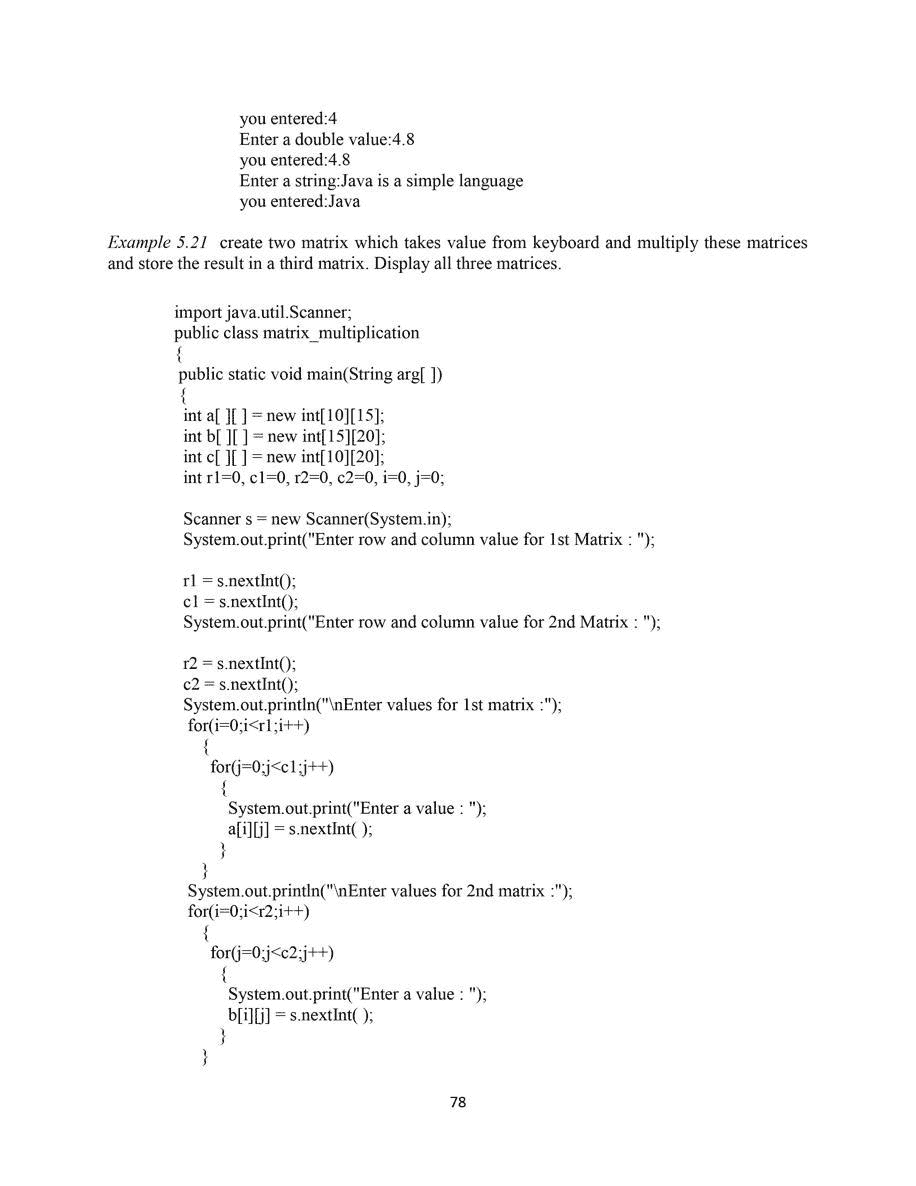 you entered:4
Enter a double value:4.8
you entered:4.8
Enter a string:Java is a simple language
you entered:Java
Example 5.21 create two matrix which takes value from keyboard and multiply these matrices
and store the result in a third matrix. Display all three matrices.
import java.util.Scanner;
public class matrix_multiplication
{
public static void main(String arg[ ])
{
int a[ ][ ] = new int[10][15];
int b[ ][ ] = new int[15][20];
int c[ ][ ] = new int[10][20];
int r1=0, c1=0, r2=0, c2=0, i=0, j=0;
Scanner s = new Scanner(System.in);
System.out.print("Enter row and column value for 1st Matrix : ");
r1 = s.nextInt();
c1 = s.nextInt();
System.out.print("Enter row and column value for 2nd Matrix : ");
r2 = s.nextInt();
c2 = s.nextInt();
System.out.println("\nEnter values for 1st matrix :");
for(i=0;i<r1;i++)
{
for(j=0;j<c1;j++)
{
System.out.print("Enter a value : ");
a[i][j] = s.nextInt( );
}
}
System.out.println("\nEnter values for 2nd matrix :");
for(i=0;i<r2;i++)
{
for(j=0;j<c2;j++)
{
System.out.print("Enter a value : ");
b[i][j] = s.nextInt( );
}
}
78